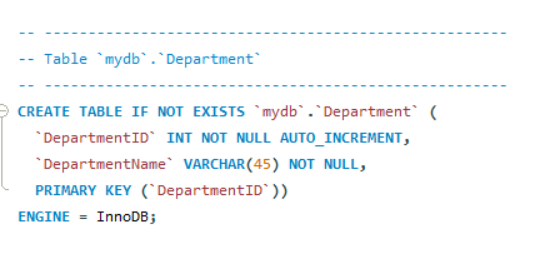 -- -----------------------------------------------------
-- Table `mydb`.`Department`
-- -----------------------------------------------------
CREATE TABLE IF NOT EXISTS `mydb`.`Department` (
  `DepartmentID` INT NOT NULL AUTO_INCREMENT,
  `DepartmentName` VARCHAR(45) NOT NULL,
  PRIMARY KEY (`DepartmentID`))
ENGINE = InnoDB;